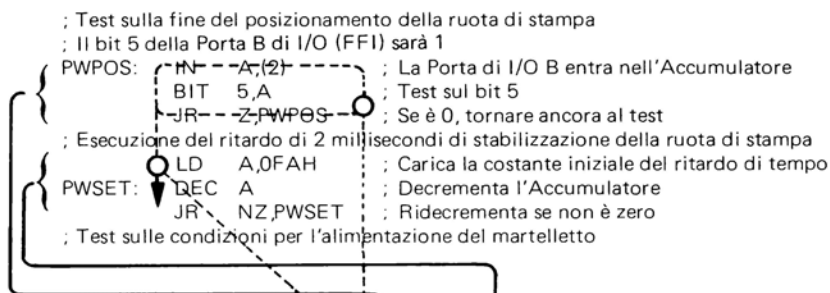 ; Test sulla fine del posizionamento della ruota di stampa
; Il bit 5 della Porta B di I/O (FFI) sarà 1
PWPOS: IN A,(2) ; La Porta di I/O B entra nell'Accumulatore
BIT 5,A ; Test sul bit 5
JR Z,PWPOS ; Se è 0, tornare ancora al test
; Esecuzione del ritardo di 2 millisecondi di stabilizzazione della ruota di stampa
LD A,0FAH ; Carica la costante iniziale del ritardo di tempo
PWSET: DEC A ; Decrementa l'Accumulatore
JR NZ,PWSET ; Ridecrementa se non è zero
; Test sulle condizioni per l'alimentazione del martelletto